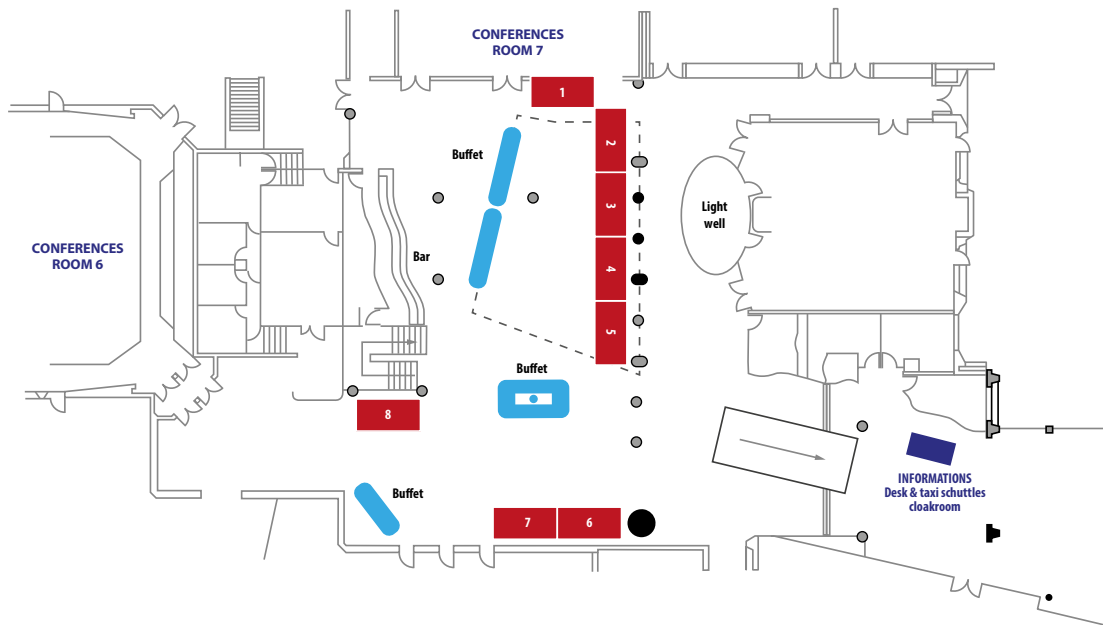 CONFERENCES
ROOM 7
1
2
Buffet
3
Light
well
CONFERENCES
ROOM 6
Bar
4
5
Buffet
8
INFORMATIONS
Desk & taxi schuttles
cloakroom
Buffet
7
6